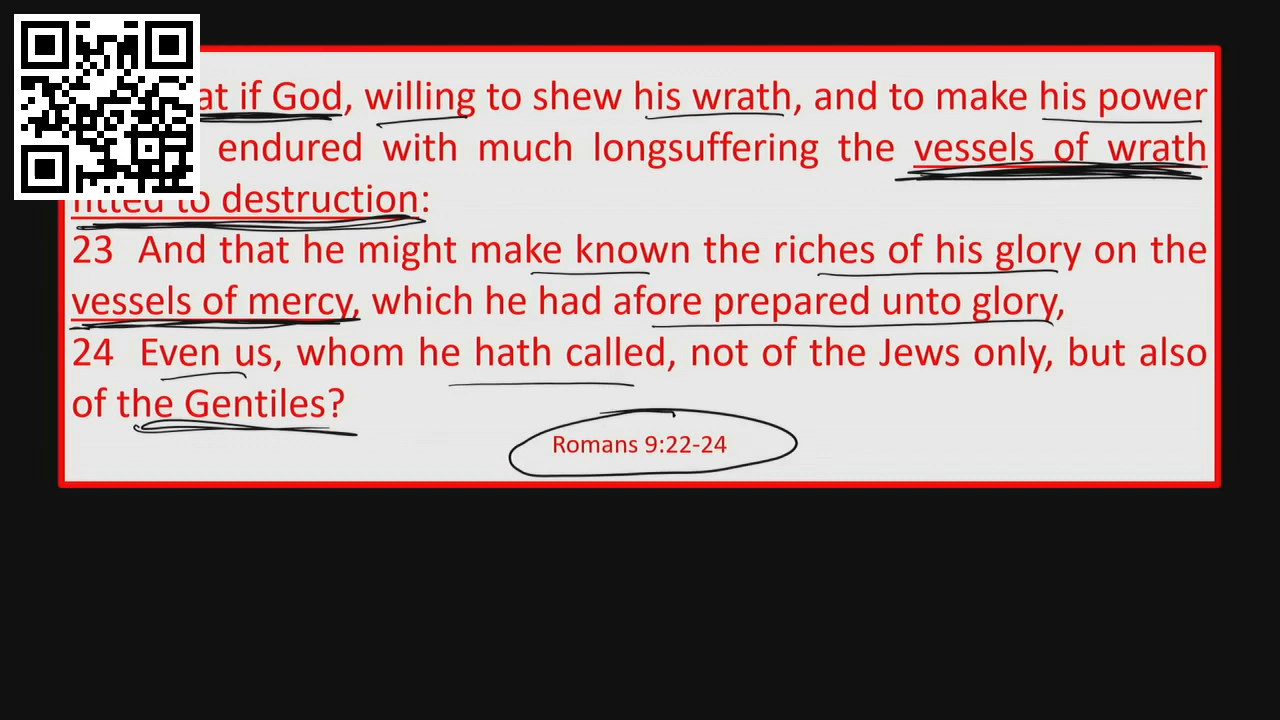 at if God, willing to shew his wrath, and to make his power
endured with much longsuffering the vessels of wrath
fitted to destruction:
23 And that he might make known the riches of his glory on the
vessels of mercy, which he had afore prepared unto glory,
24 Even us, whom he hath called, not of the Jews only, but also
of the Gentiles?
Romans 9:22-24